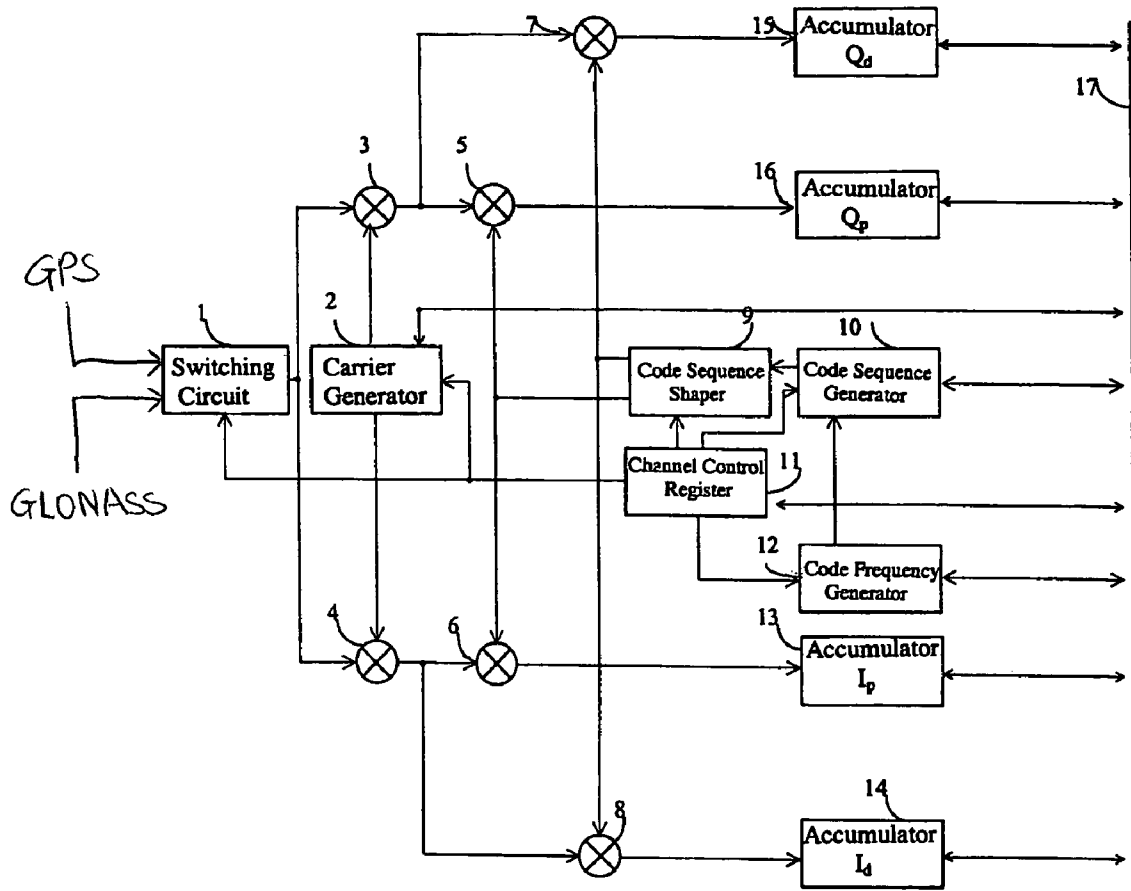 7
15
Accumulator
Qd
17
3
5
16
Accumulator
Qp
GPS
1
2
9
10
Switching
Circuit
Carrier
Generator
Code Sequence
Shaper
Code Sequence
Generator
GLONASS
Channel Control
Register
11
12
Code Frequency
Generator
4
6
13
Accumulator
Ip
8
14
Accumulator
Id